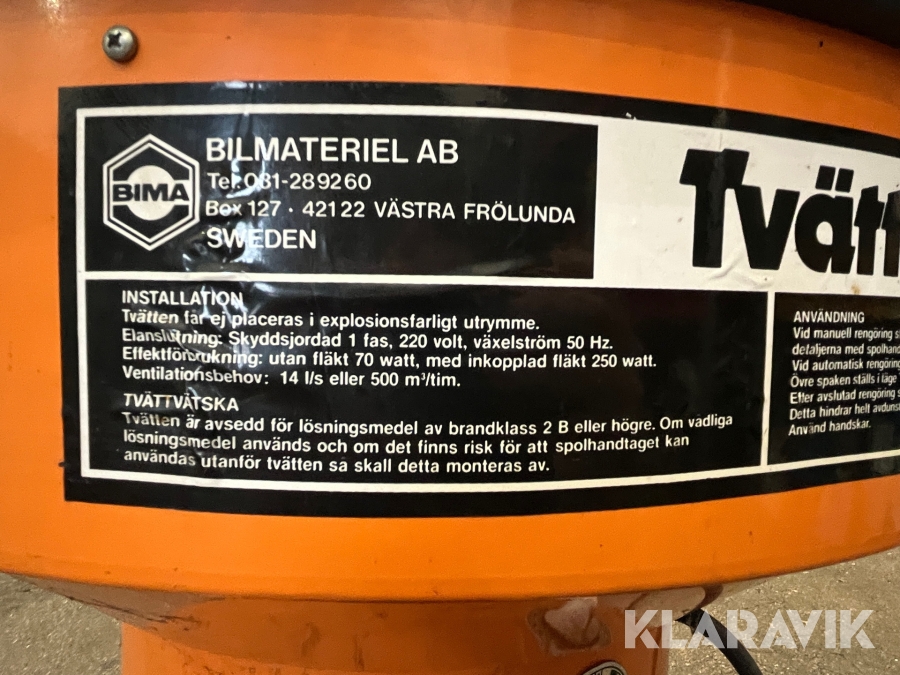 BIMA
BILMATERIEL AB
Tel. 031-289260
Box 127 · 421 22 VÄSTRA FRÖLUNDA
SWEDEN
Tvätt
INSTALLATION
Tvätten får ej placeras i explosionsfarligt utrymme.
Elanslutning: Skyddsjordad 1 fas, 220 volt, växelström 50 Hz.
Effektförbrukning: utan fläkt 70 watt, med inkopplad fläkt 250 watt.
Ventilationsbehov: 14 l/s eller 500 m³/tim.
TVÄTTVÄTSKA
Tvätten är avsedd för lösningsmedel av brandklass 2 B eller högre. Om vådliga
lösningsmedel används och om det finns risk för att spolhandtaget kan
användas utanför tvätten så skall detta monteras av.
ANVÄNDNING
Vid manuell rengöring s
detaljerna med spolhand
Vid automatisk rengöring
Övre spaken ställs i läge
Efter avslutad rengöring s
Detta hindrar helt avdunst
Använd handskar.
KLARAVIK